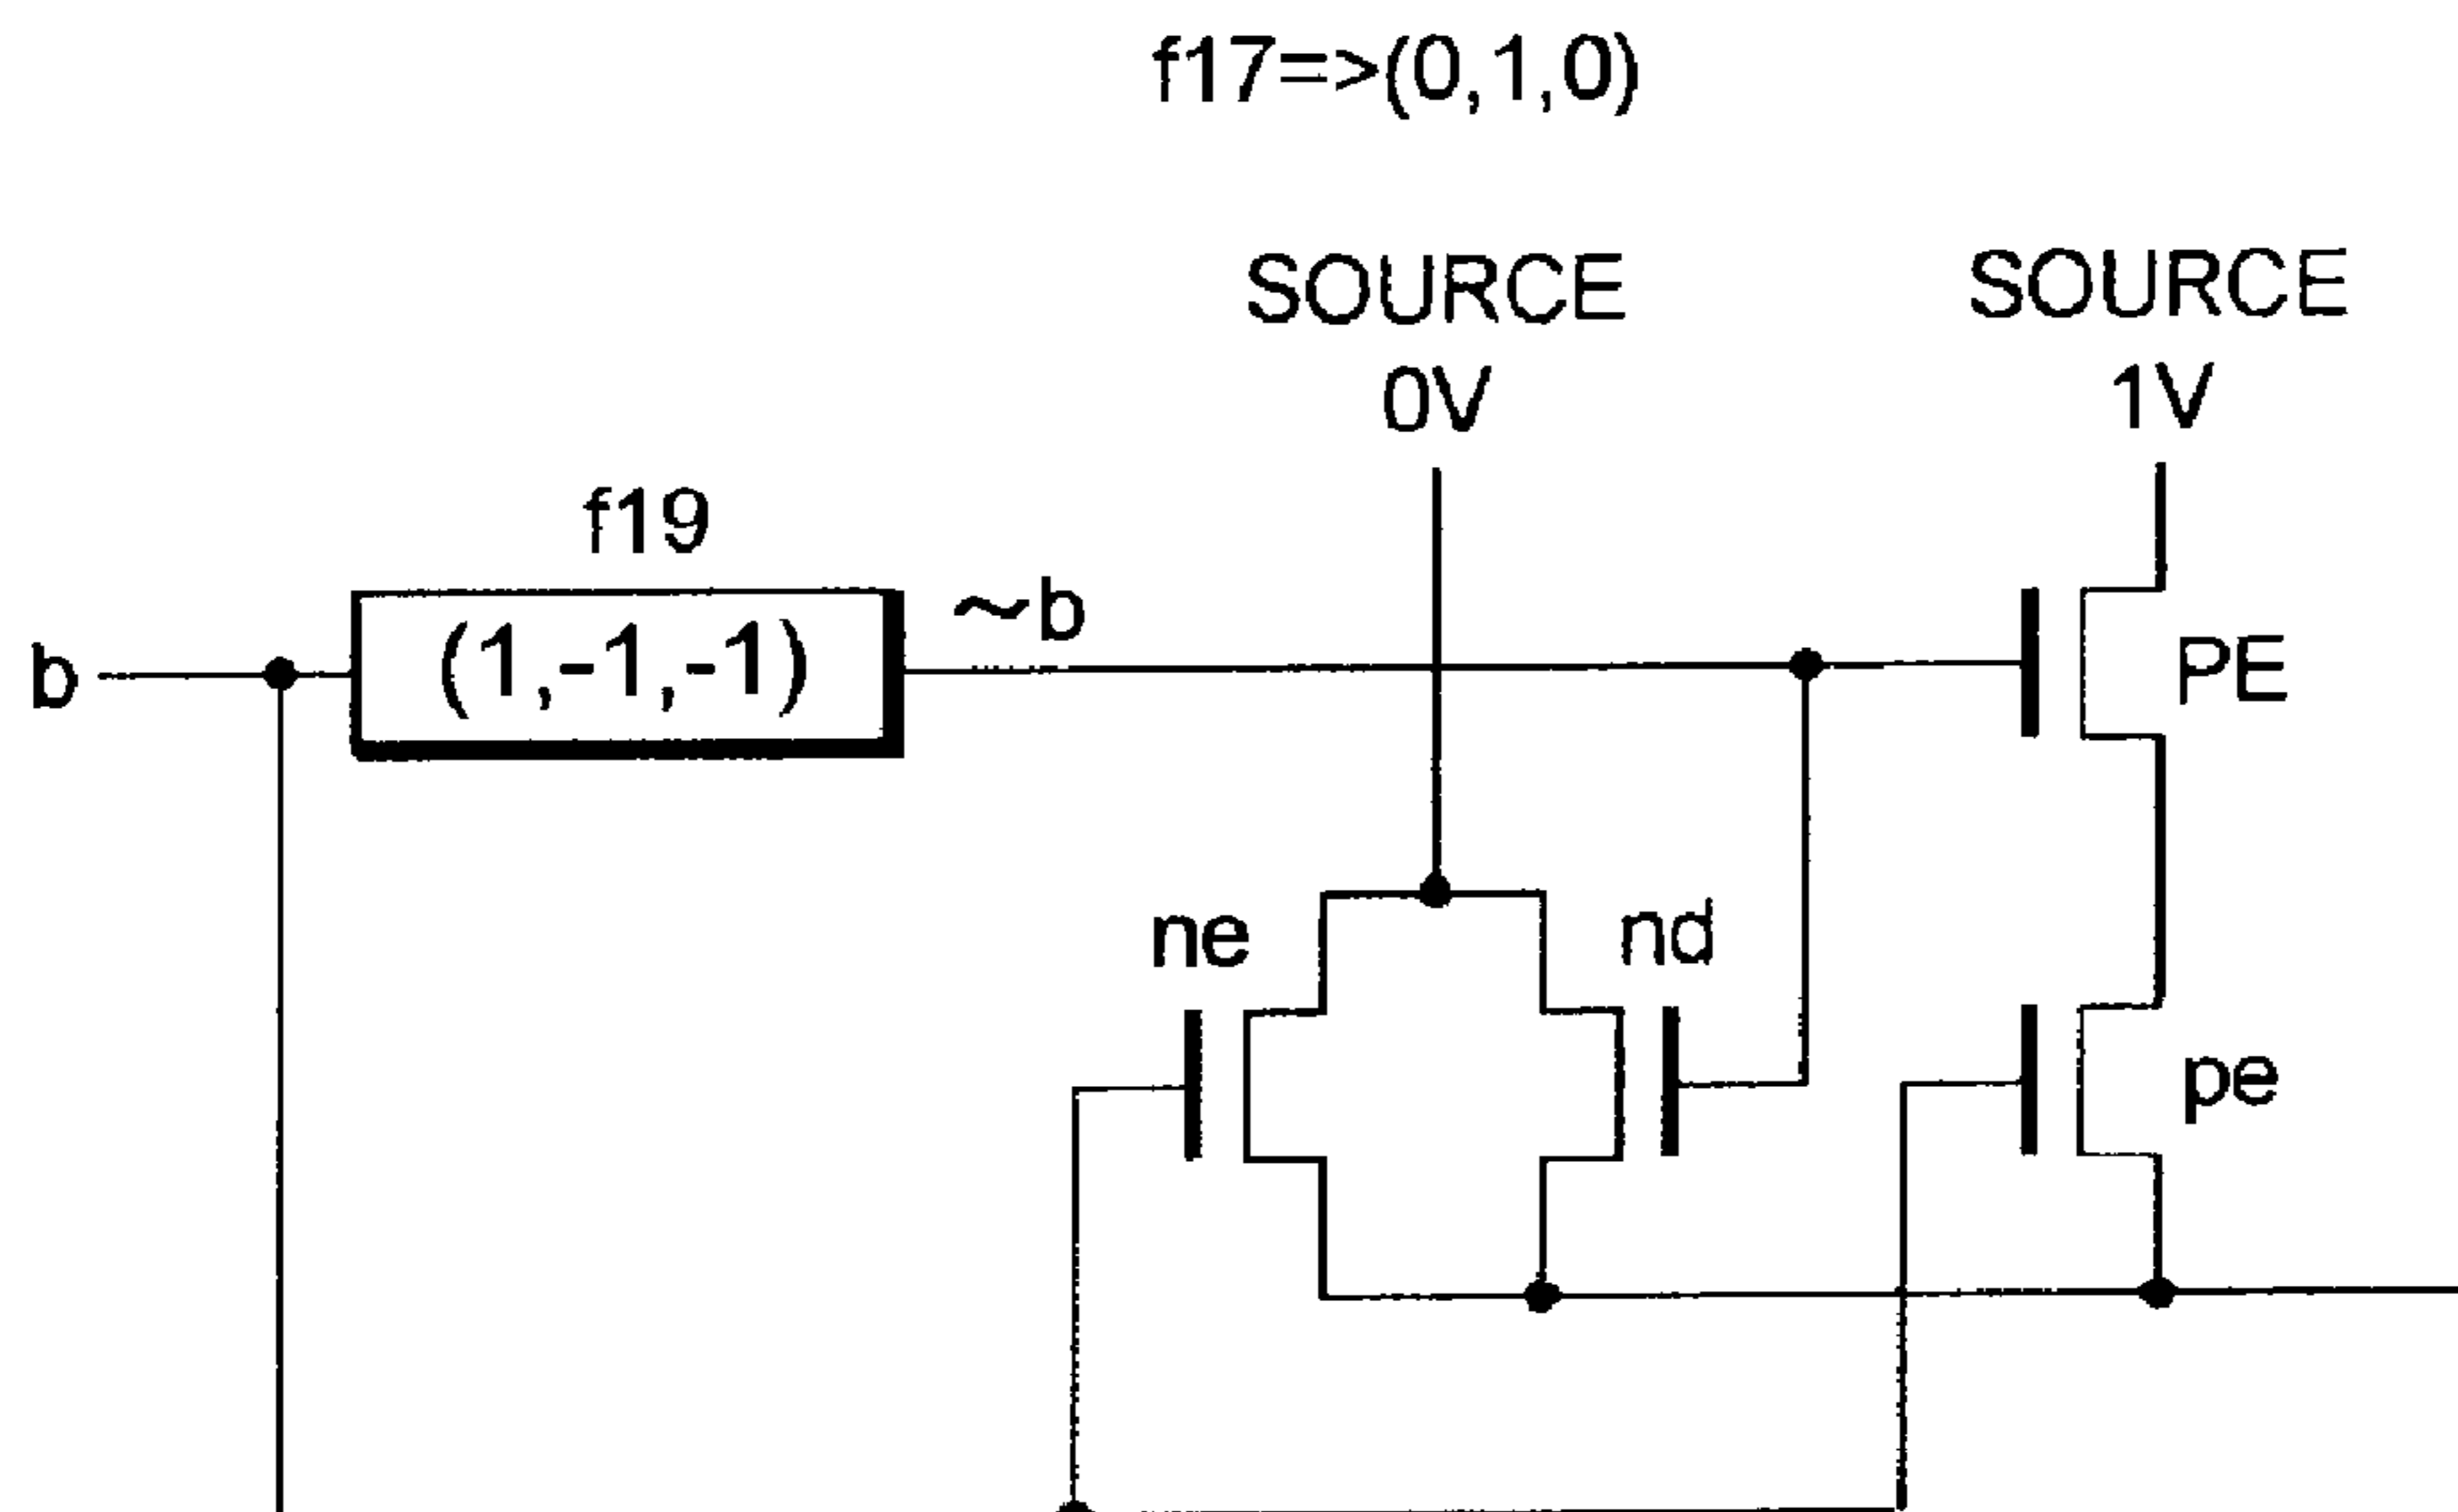 f17=>(0,1,0)
SOURCE
0V
SOURCE
1V
f19
b
(1,-1,-1)
~b
PE
ne
nd
pe